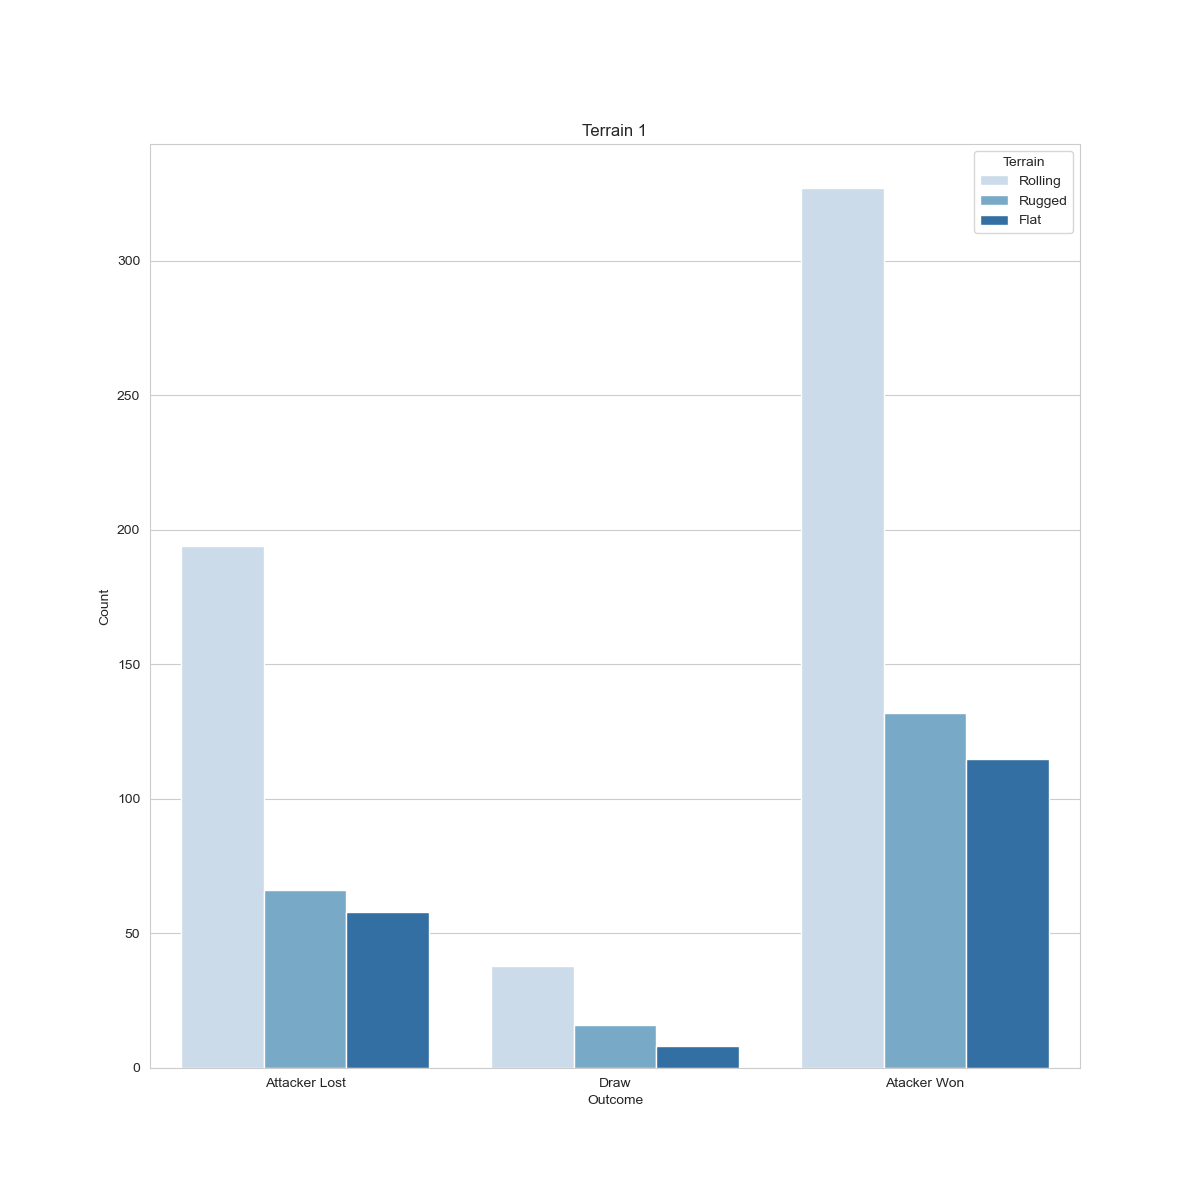 Terrain 1
Terrain
Rolling
Rugged
Flat
300
250
200
150
100
50
0
Count
Attacker Lost
Draw
Atacker Won
Outcome